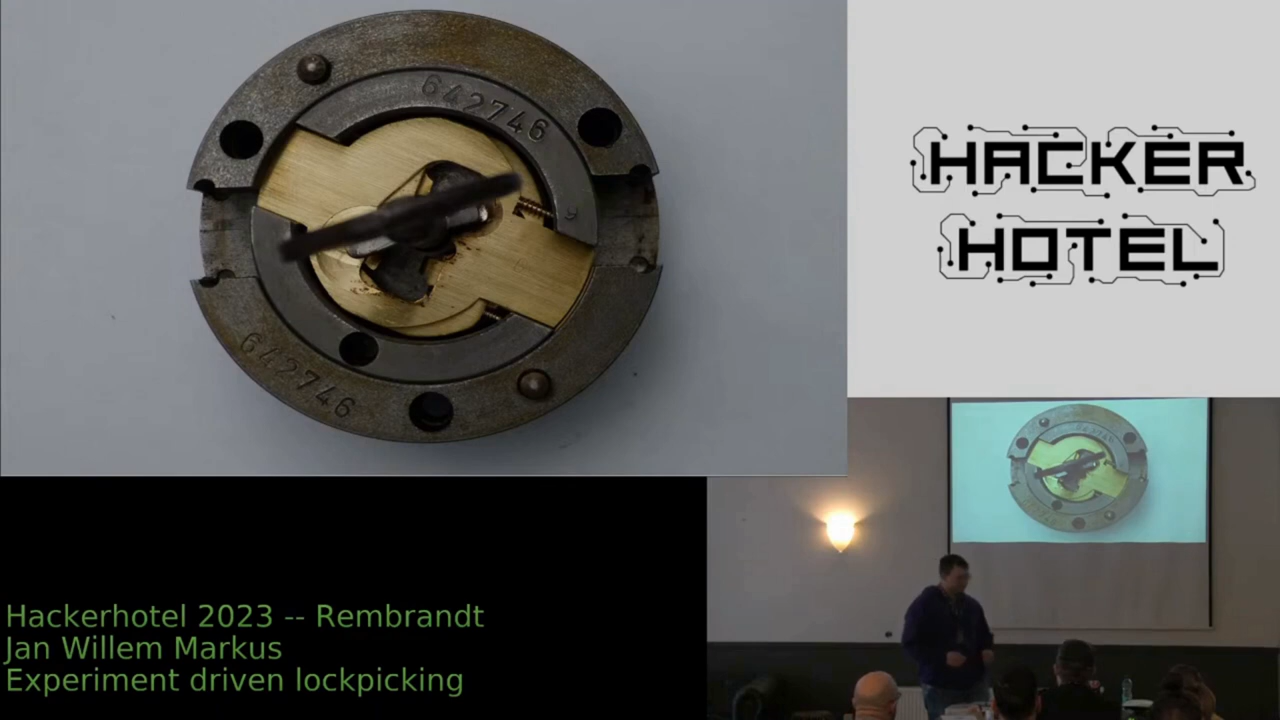 642746
642746
HACKER
HOTEL
Hackerhotel 2023 -- Rembrandt
Jan Willem Markus
Experiment driven lockpicking